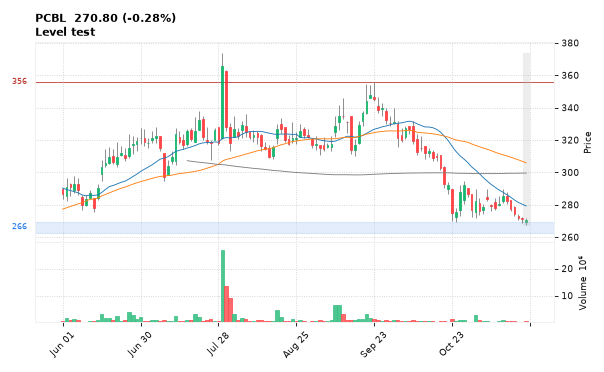 PCBL 270.80 (-0.28%)
Level test
380
360
340
320
300
280
260
Price
356
266
20
10
Volume 10⁶
Jun 01
Jun 30
Jul 28
Aug 25
Sep 23
Oct 23